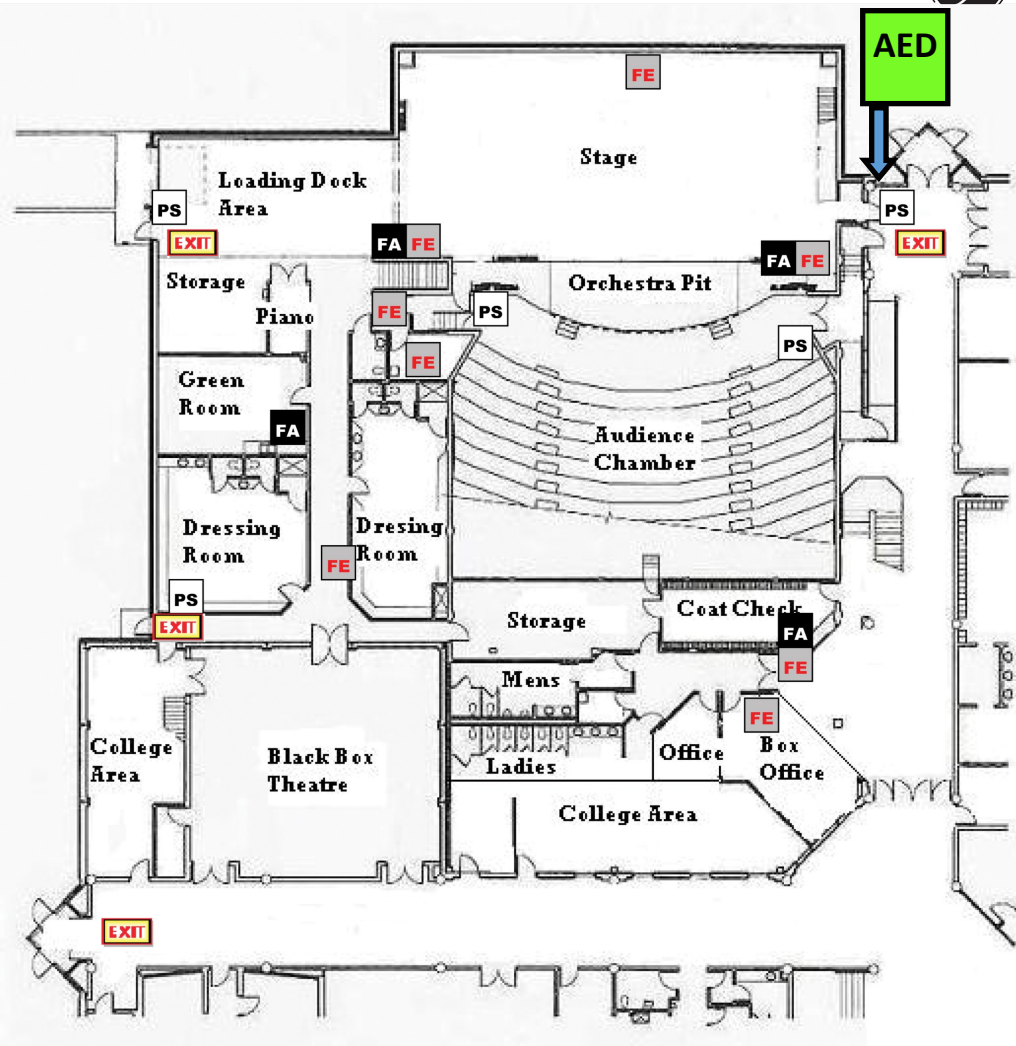 AED
FE
Stage
Loading Dock
Area
PS
PS
EXIT
FA FE
EXIT
FA FE
Storage
Orchestra Pit
Piano
FE
PS
PS
FE
Green
Room
FA
Audience
Chamber
Dressing
Room
Dresing
Room
FE
PS
EXIT
Storage
Coat Check
FA
FE
Mens
FE
College
Area
Black Box
Theatre
Ladies
Office
Box
Office
College Area
EXIT